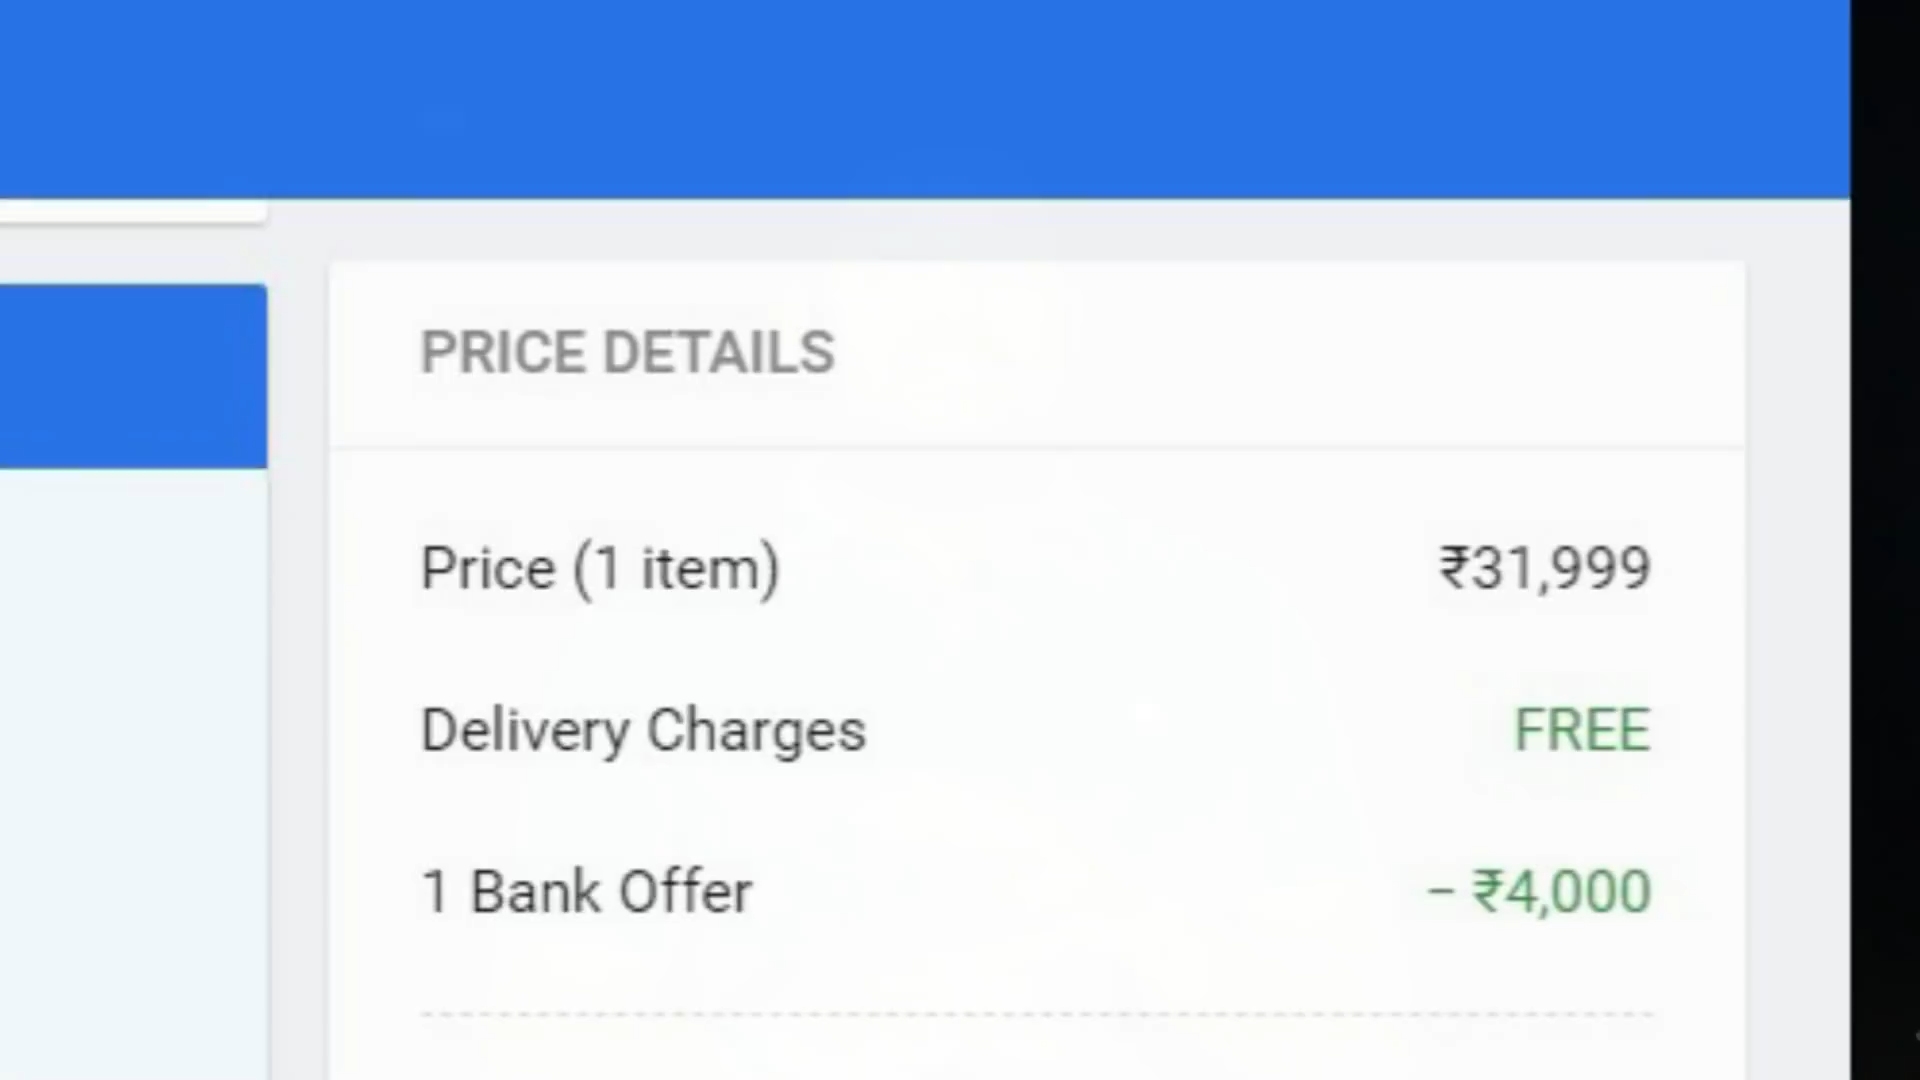 PRICE DETAILS
Price (1 item) ₹31,999
Delivery Charges FREE
1 Bank Offer − ₹4,000